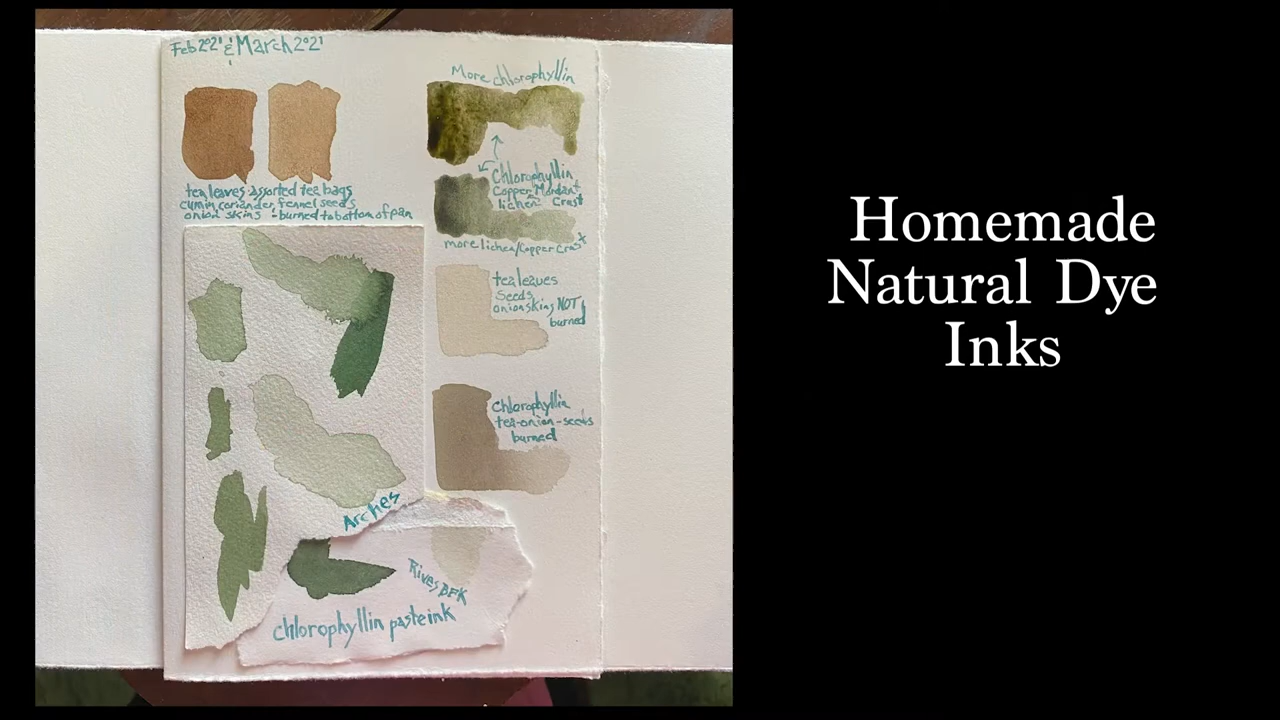 Feb 2021 & March 2021
tea leaves assorted tea bags
cumin, coriander, fennel seeds
onion skins - burned to bottom of pan
More chlorophyllin
Chlorophyllin
Copper Mordant
lichen Crust
more lichen/Copper Crust
tea leaves
Seeds
onion skins NOT
burned
Chlorophyllin
tea-onion-seeds
burned
Arches
Rives BFK
chlorophyllin paste ink
Homemade
Natural Dye
Inks